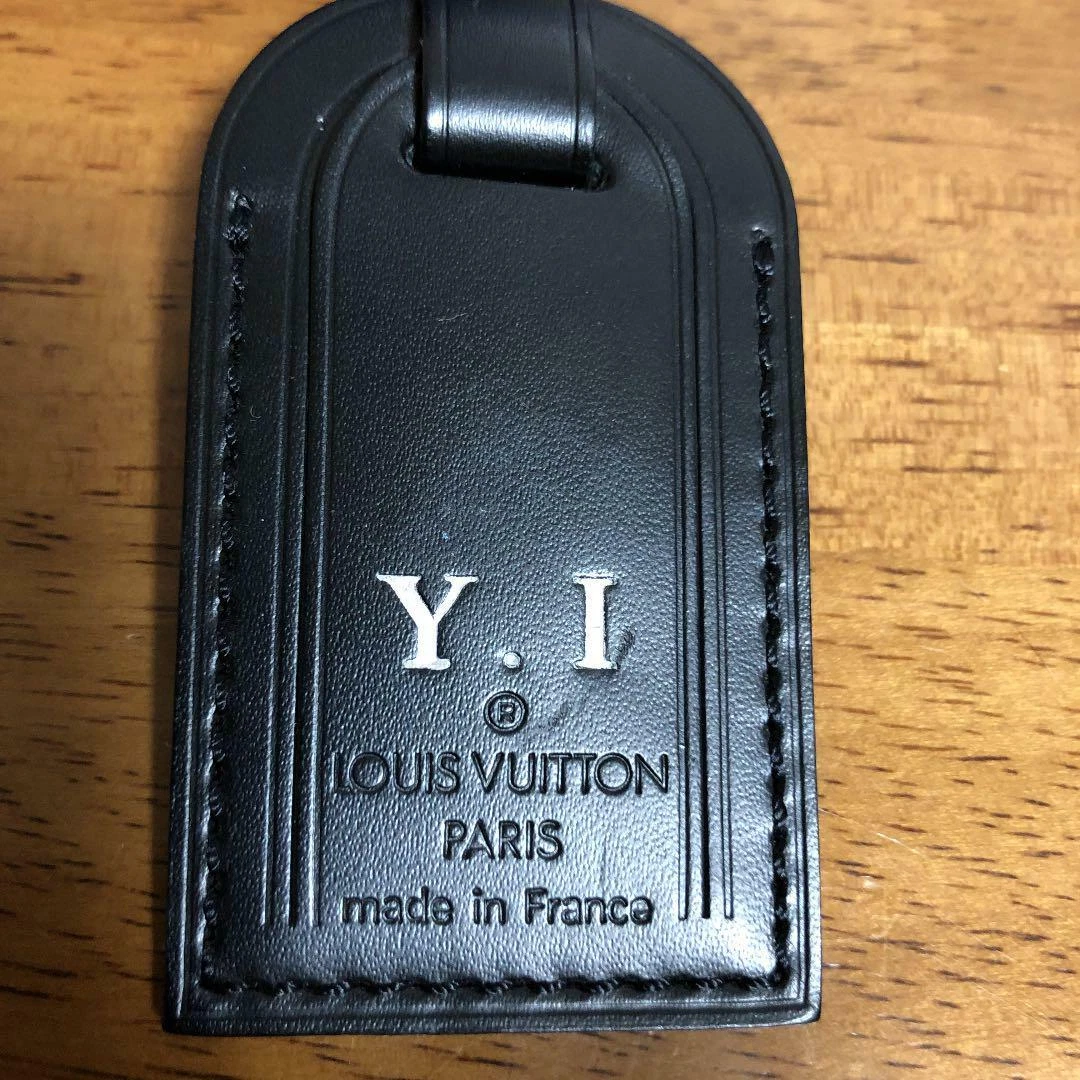 Y.I
®
LOUIS VUITTON
PARIS
made in France